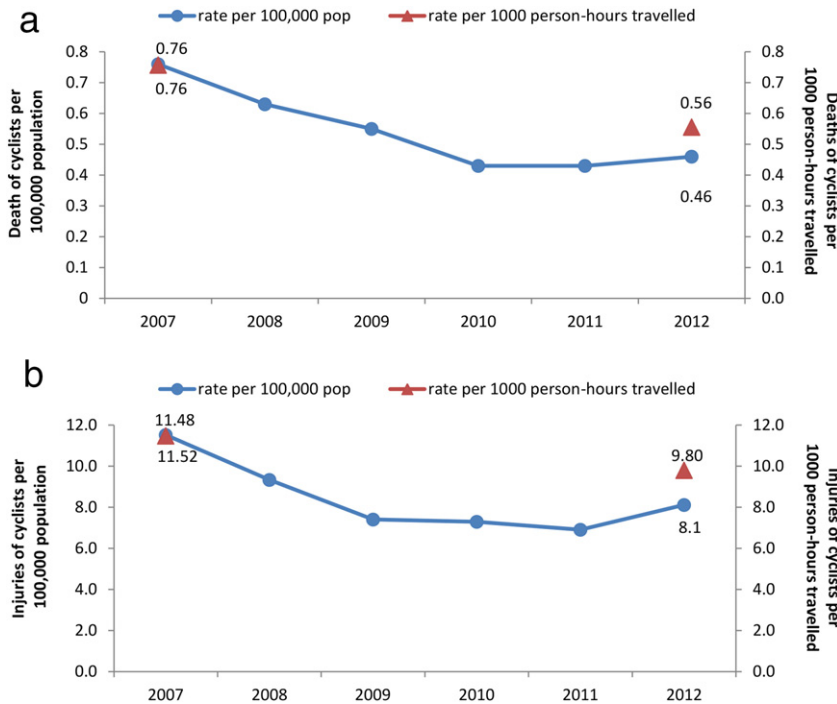 a
rate per 100,000 pop
rate per 1000 person-hours travelled
Death of cyclists per
100,000 population
0.8
0.7
0.6
0.5
0.4
0.3
0.2
0.1
0
0.76
0.76
0.56
0.46
0.8
0.7
0.6
0.5
0.4
0.3
0.2
0.1
0.0
Deaths of cyclists per
1000 person-hours travelled
2007 2008 2009 2010 2011 2012
b
rate per 100,000 pop
rate per 1000 person-hours travelled
Injuries of cyclists per
100,000 population
12.0
10.0
8.0
6.0
4.0
2.0
0.0
11.48
11.52
9.80
8.1
12.0
10.0
8.0
6.0
4.0
2.0
0.0
Injuries of cyclists per
1000 person-hours travelled
2007 2008 2009 2010 2011 2012